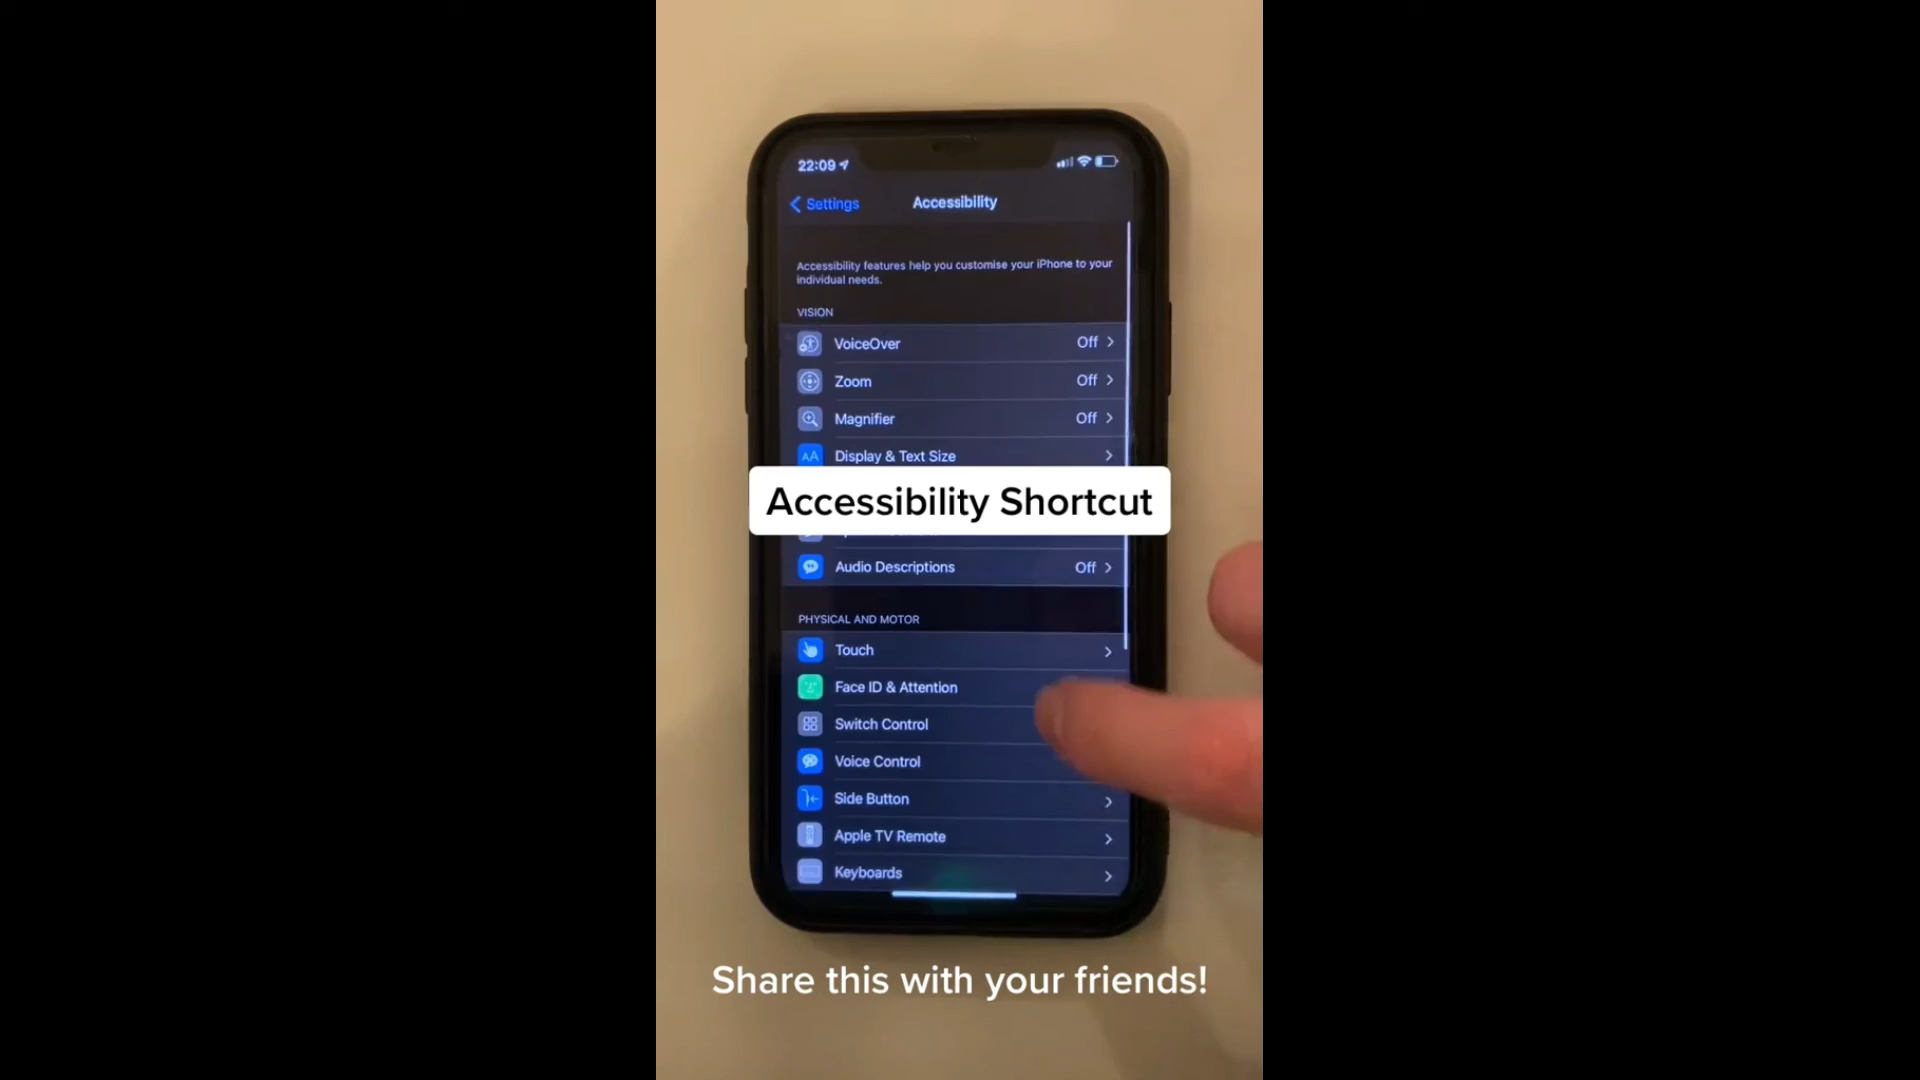 22:09
Settings
Accessibility
Accessibility features help you customise your iPhone to your
individual needs.
VISION
VoiceOver Off
Zoom Off
Magnifier Off
AA Display & Text Size
Accessibility Shortcut
Audio Descriptions Off
PHYSICAL AND MOTOR
Touch
Face ID & Attention
Switch Control
Voice Control
Side Button
Apple TV Remote
Keyboards
Share this with your friends!